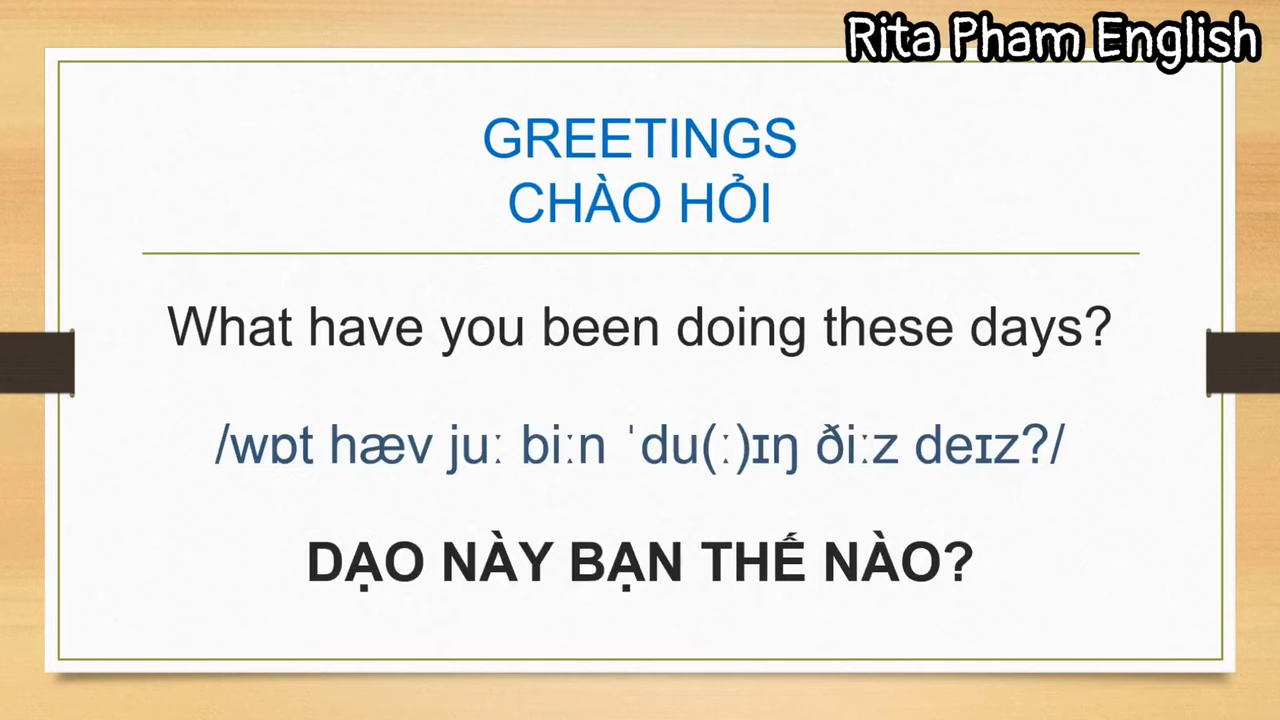 Rita Pham English
GREETINGS
CHÀO HỎI
What have you been doing these days?
/wɒt hæv juː biːn ˈdu(ː)ɪŋ ðiːz deɪz?/
DẠO NÀY BẠN THẾ NÀO?